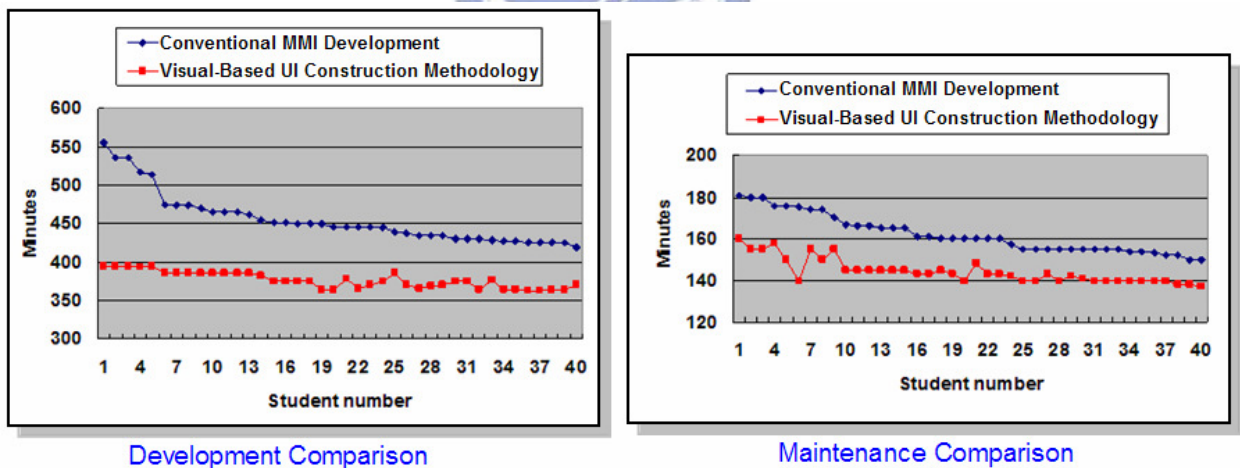 Conventional MMI Development
Visual-Based UI Construction Methodology
600
550
500
450
400
350
300
Minutes
1 4 7 10 13 16 19 22 25 28 31 34 37 40
Student number
Development Comparison
Conventional MMI Development
Visual-Based UI Construction Methodology
200
180
160
140
120
Minutes
1 4 7 10 13 16 19 22 25 28 31 34 37 40
Student number
Maintenance Comparison